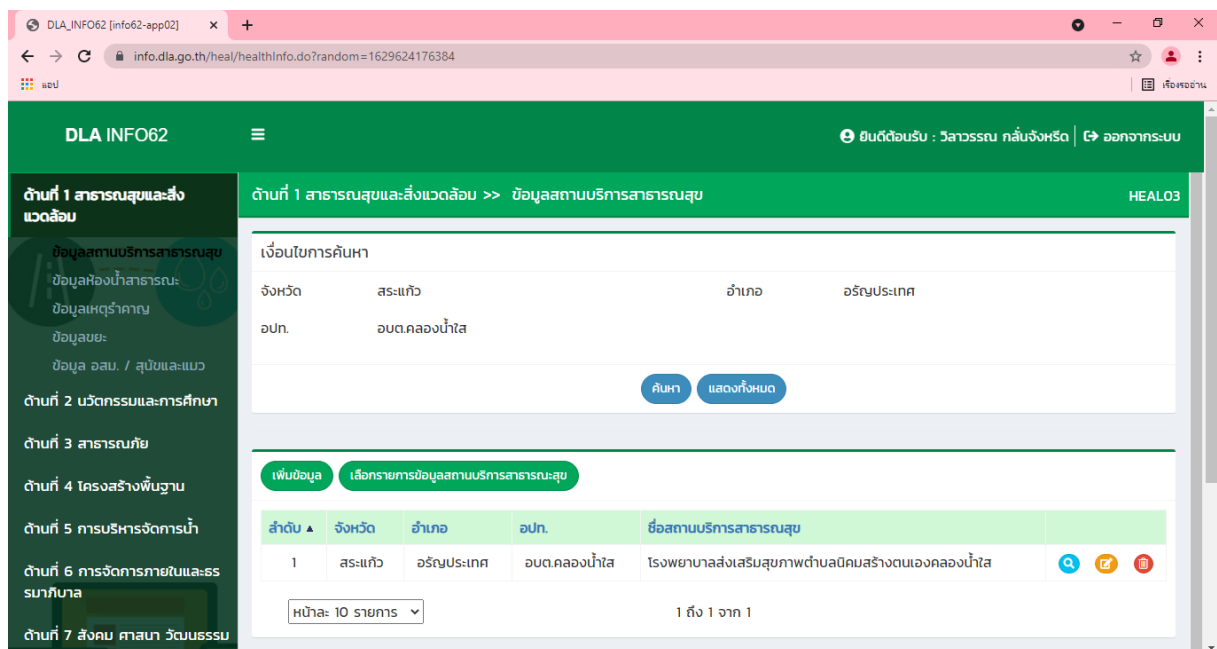 DLA_INFO62 [info62-app02]
info.dla.go.th/heal/healthInfo.do?random=1629624176384
แอป
เรื่องรออ่าน
DLA INFO62
ยินดีต้อนรับ : วิลาวรรณ กลั่นจังหรีด | ออกจากระบบ
ด้านที่ 1 สาธารณสุขและสิ่งแวดล้อม >> ข้อมูลสถานบริการสาธารณสุข
HEAL03
ด้านที่ 1 สาธารณสุขและสิ่ง
แวดล้อม
ข้อมูลสถานบริการสาธารณสุข
ข้อมูลห้องน้ำสาธารณะ
ข้อมูลเหตุรำคาญ
ข้อมูลขยะ
ข้อมูล อสม. / สุนัขและแมว
ด้านที่ 2 นวัตกรรมและการศึกษา
ด้านที่ 3 สาธารณภัย
ด้านที่ 4 โครงสร้างพื้นฐาน
ด้านที่ 5 การบริหารจัดการน้ำ
ด้านที่ 6 การจัดการภายในและธร
รมาภิบาล
ด้านที่ 7 สังคม ศาสนา วัฒนธรรม
เงื่อนไขการค้นหา
จังหวัด สระแก้ว อำเภอ อรัญประเทศ
อปท. อบต.คลองน้ำใส
ค้นหา แสดงทั้งหมด
เพิ่มข้อมูล เลือกรายการข้อมูลสถานบริการสาธารณะสุข
ลำดับ จังหวัด อำเภอ อปท. ชื่อสถานบริการสาธารณสุข
1 สระแก้ว อรัญประเทศ อบต.คลองน้ำใส โรงพยาบาลส่งเสริมสุขภาพตำบลนิคมสร้างตนเองคลองน้ำใส
หน้าละ 10 รายการ 1 ถึง 1 จาก 1